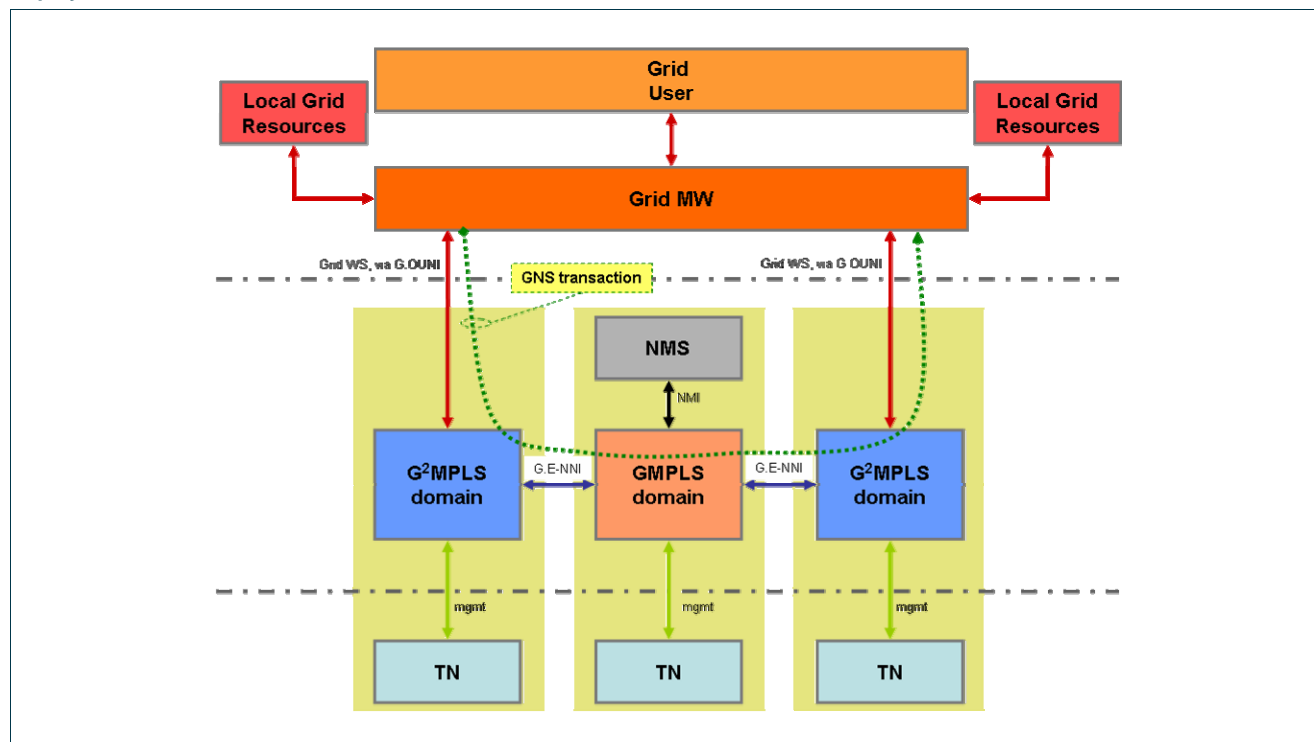 Grid
User
Local Grid
Resources
Local Grid
Resources
Grid MW
Grid WS, via G.OUNI
Grid WS, via G.OUNI
GNS transaction
NMS
NMI
G²MPLS
domain
G.E-NNI
GMPLS
domain
G.E-NNI
G²MPLS
domain
mgmt
mgmt
mgmt
TN
TN
TN